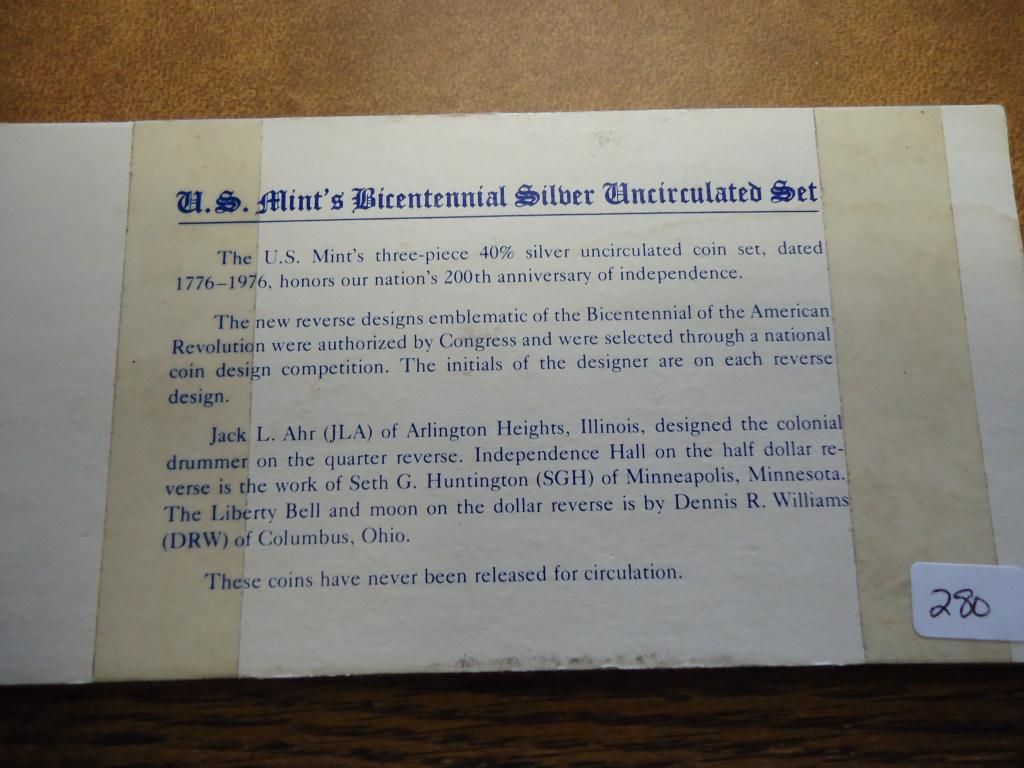 U.S. Mint's Bicentennial Silver Uncirculated Set
The U.S. Mint's three-piece 40% silver uncirculated coin set, dated
1776–1976, honors our nation's 200th anniversary of independence.
The new reverse designs emblematic of the Bicentennial of the American
Revolution were authorized by Congress and were selected through a national
coin design competition. The initials of the designer are on each reverse
design.
Jack L. Ahr (JLA) of Arlington Heights, Illinois, designed the colonial
drummer on the quarter reverse. Independence Hall on the half dollar re-
verse is the work of Seth G. Huntington (SGH) of Minneapolis, Minnesota.
The Liberty Bell and moon on the dollar reverse is by Dennis R. Williams
(DRW) of Columbus, Ohio.
These coins have never been released for circulation.
280